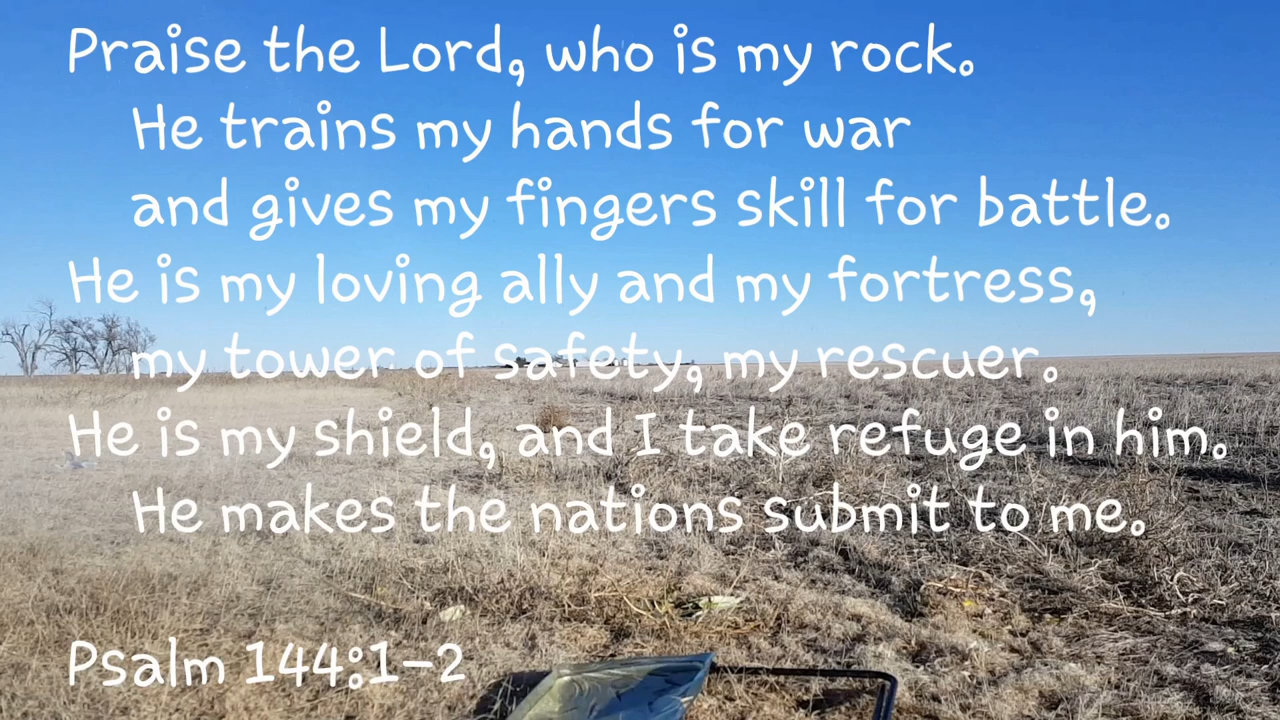 Praise the Lord, who is my rock.
He trains my hands for war
and gives my fingers skill for battle.
He is my loving ally and my fortress,
my tower of safety, my rescuer.
He is my shield, and I take refuge in him.
He makes the nations submit to me.
Psalm 144:1–2